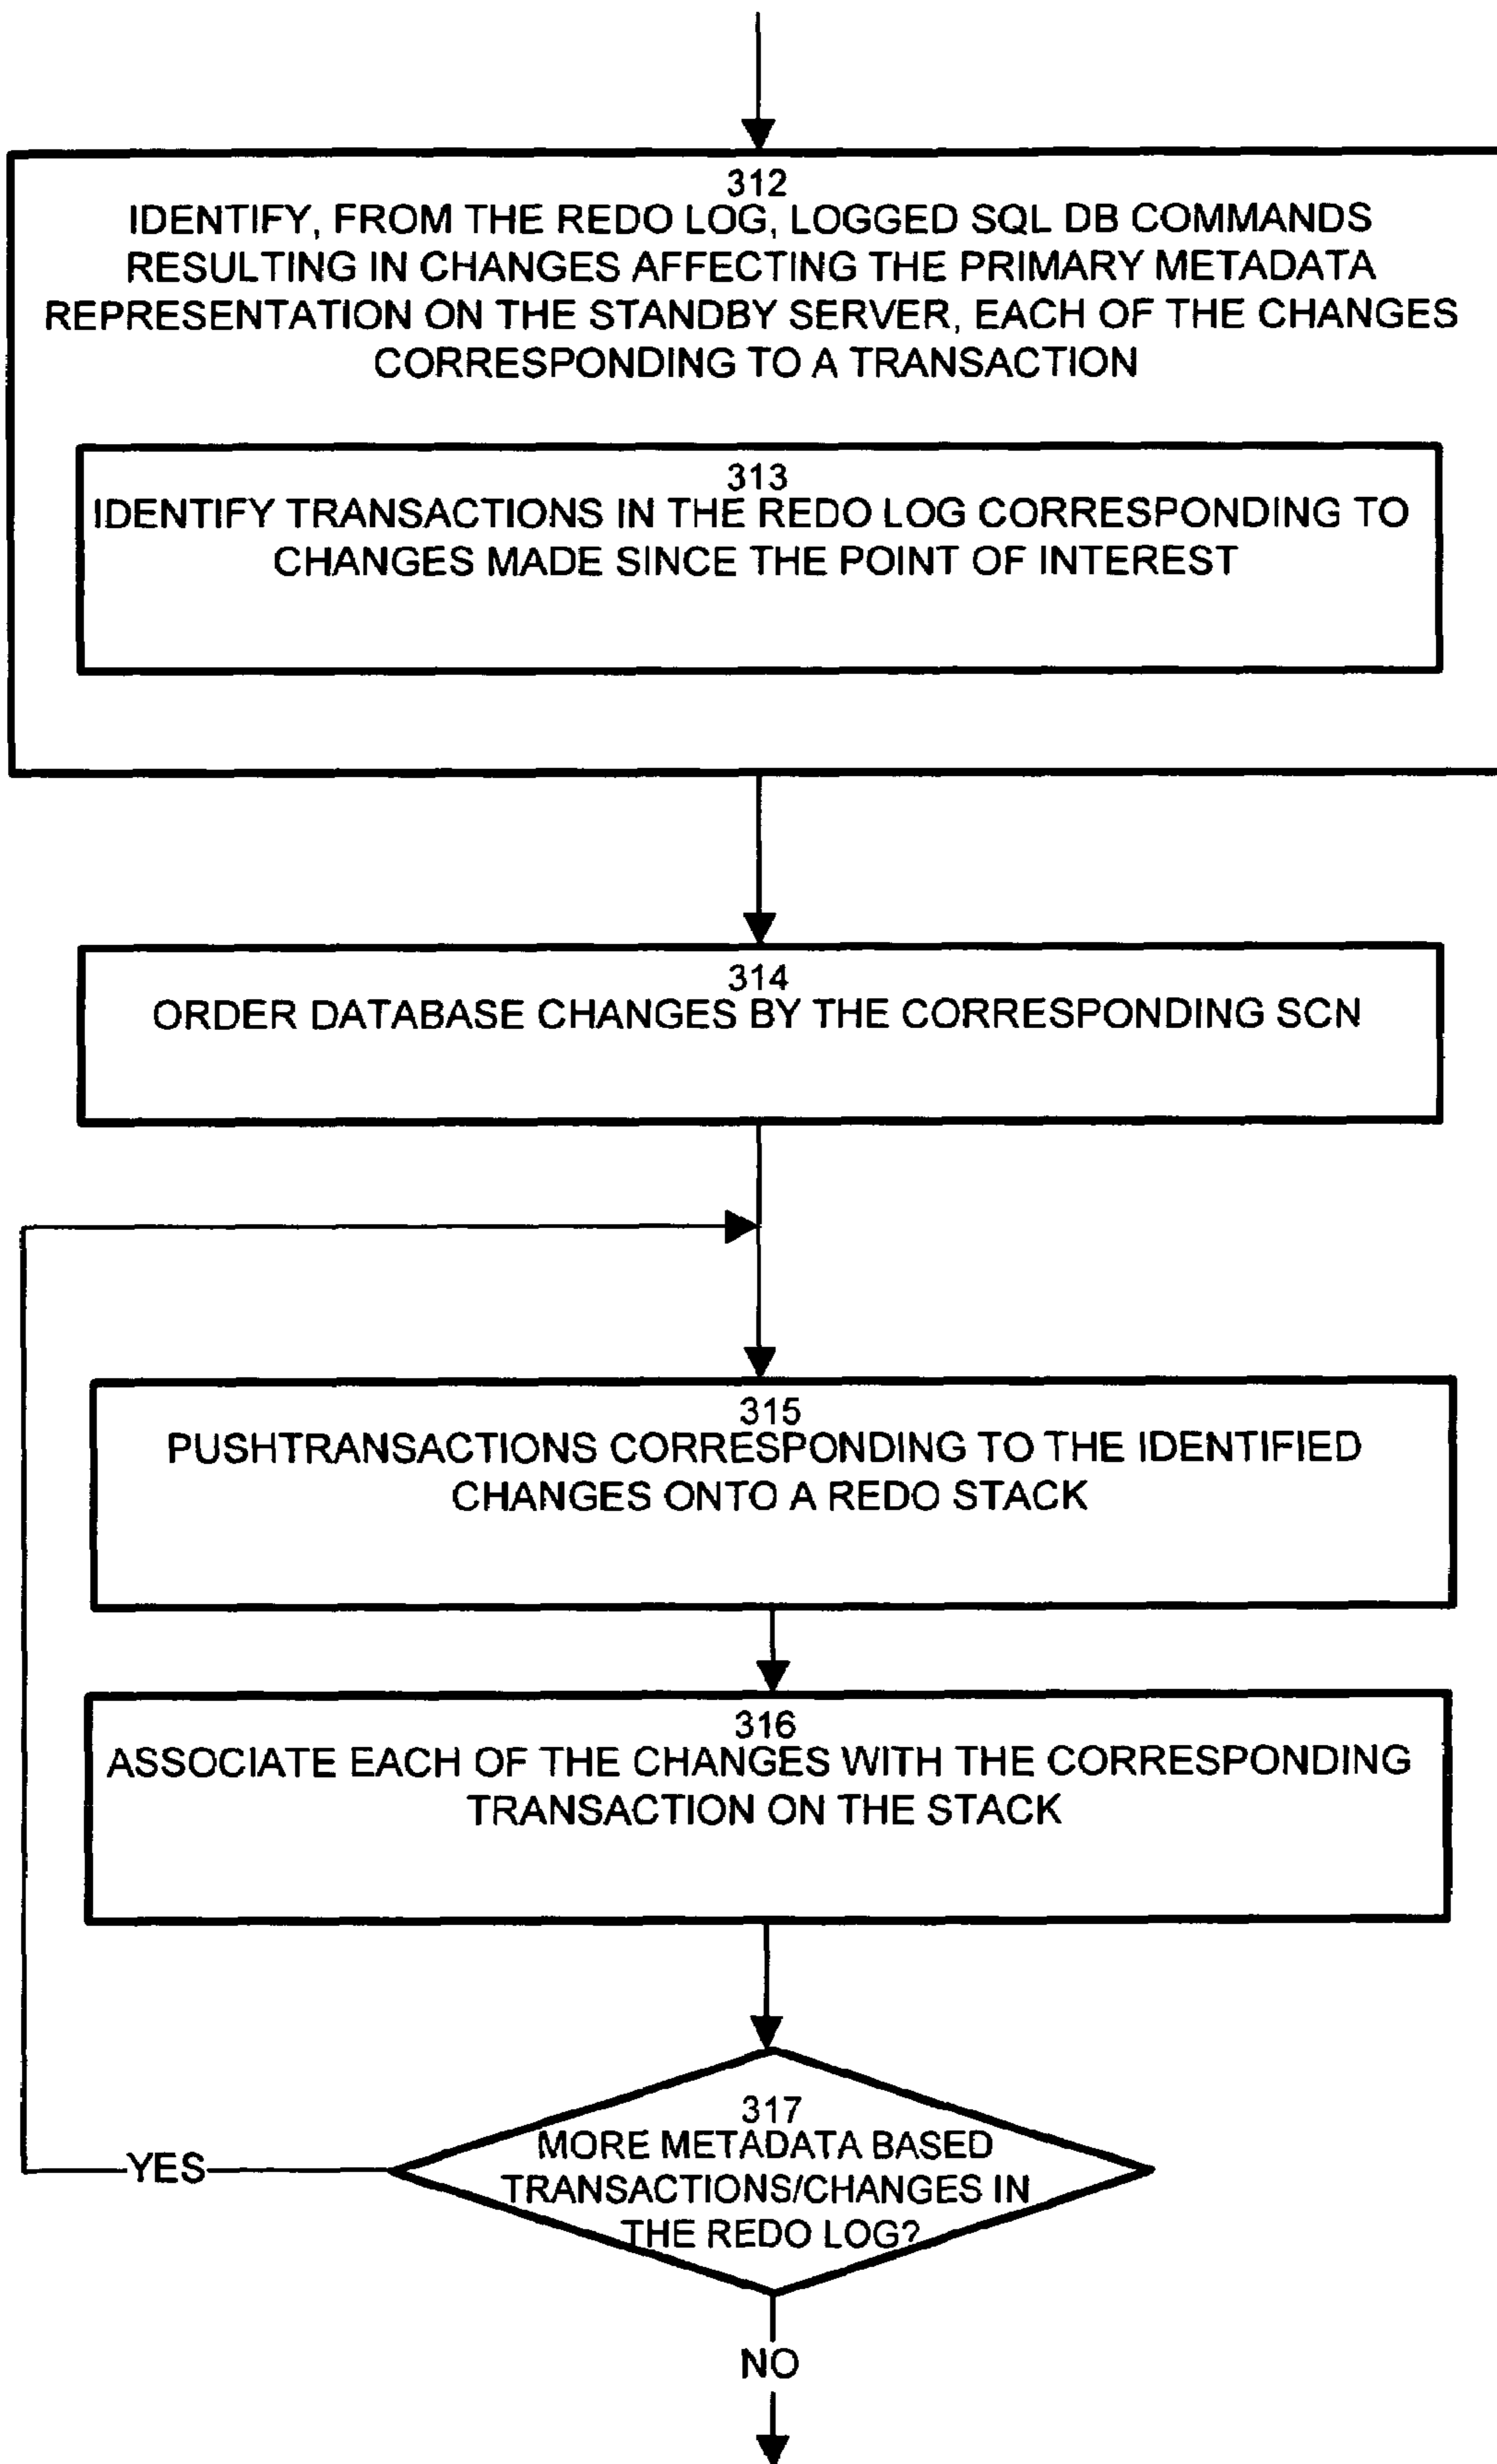 312
IDENTIFY, FROM THE REDO LOG, LOGGED SQL DB COMMANDS
RESULTING IN CHANGES AFFECTING THE PRIMARY METADATA
REPRESENTATION ON THE STANDBY SERVER, EACH OF THE CHANGES
CORRESPONDING TO A TRANSACTION
313
IDENTIFY TRANSACTIONS IN THE REDO LOG CORRESPONDING TO
CHANGES MADE SINCE THE POINT OF INTEREST
314
ORDER DATABASE CHANGES BY THE CORRESPONDING SCN
315
PUSHTRANSACTIONS CORRESPONDING TO THE IDENTIFIED
CHANGES ONTO A REDO STACK
316
ASSOCIATE EACH OF THE CHANGES WITH THE CORRESPONDING
TRANSACTION ON THE STACK
317
MORE METADATA BASED
TRANSACTIONS/CHANGES IN
THE REDO LOG?
YES
NO